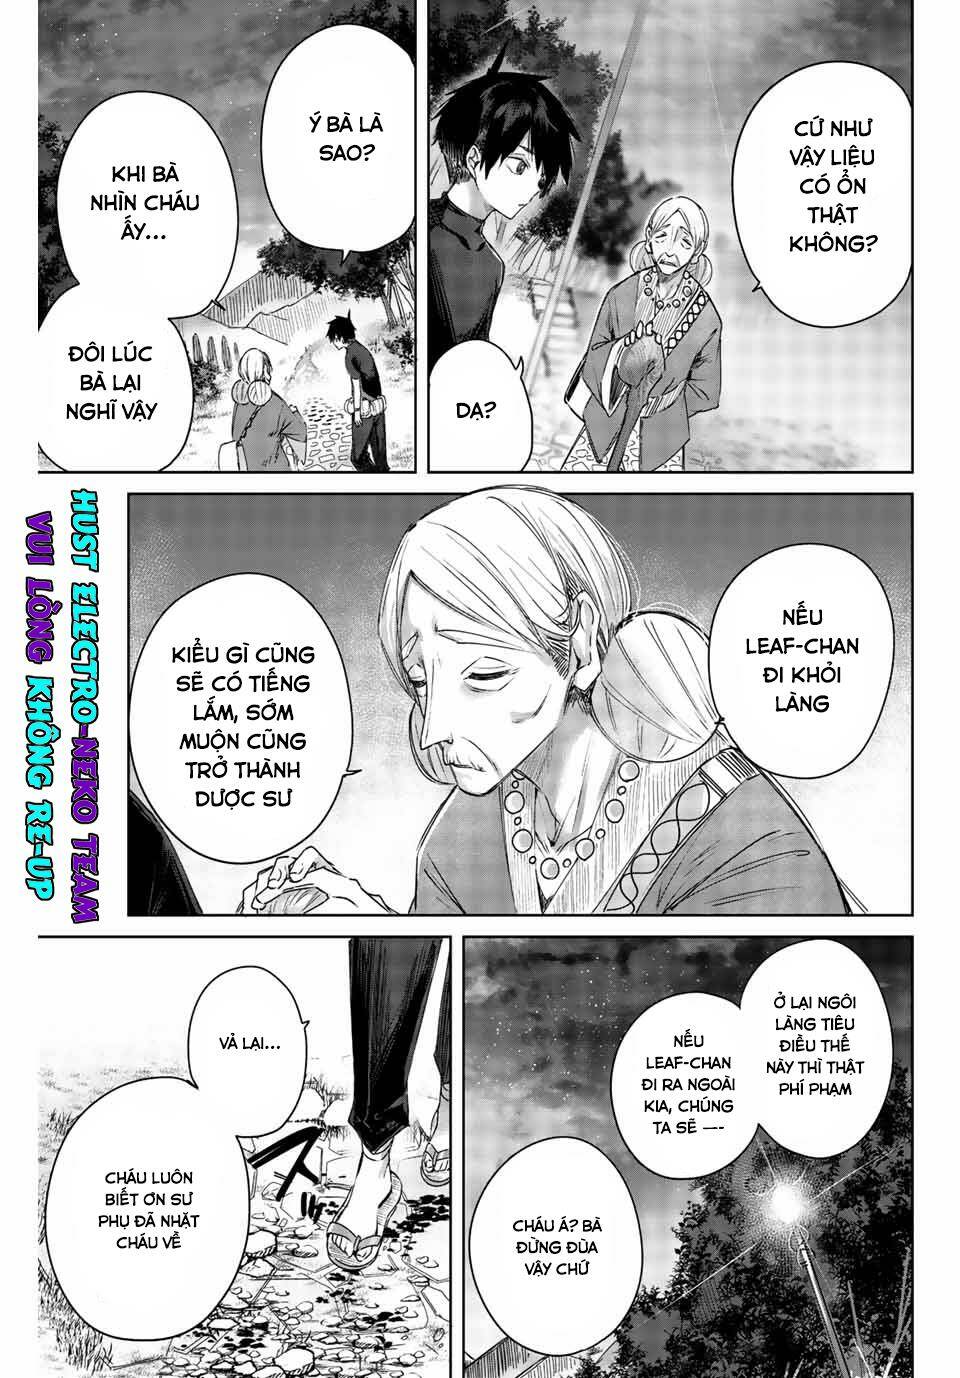 CỨ NHƯ
VẬY LIỆU
CÓ ỔN
THẬT
KHÔNG?
DẠ?
Ý BÀ LÀ
SAO?
KHI BÀ
NHÌN CHÁU
ẤY...
ĐÔI LÚC
BÀ LẠI
NGHĨ VẬY
NẾU
LEAF-CHAN
ĐI KHỎI
LÀNG
KIỂU GÌ CŨNG
SẼ CÓ TIẾNG
LẮM, SỚM
MUỘN CŨNG
TRỞ THÀNH
DƯỢC SƯ
HUST ELECTRO-NEKO TEAM
VUI LÒNG KHÔNG RE-UP
Ở LẠI NGÔI
LÀNG TIÊU
ĐIỀU THẾ
NÀY THÌ THẬT
PHÍ PHẠM
NẾU
LEAF-CHAN
ĐI RA NGOÀI
KIA, CHÚNG
TA SẼ —-
CHÁU Á? BÀ
ĐỪNG ĐÙA
VẬY CHỨ
VẢ LẠI...
CHÁU LUÔN
BIẾT ƠN SƯ
PHỤ ĐÃ NHẶT
CHÁU VỀ